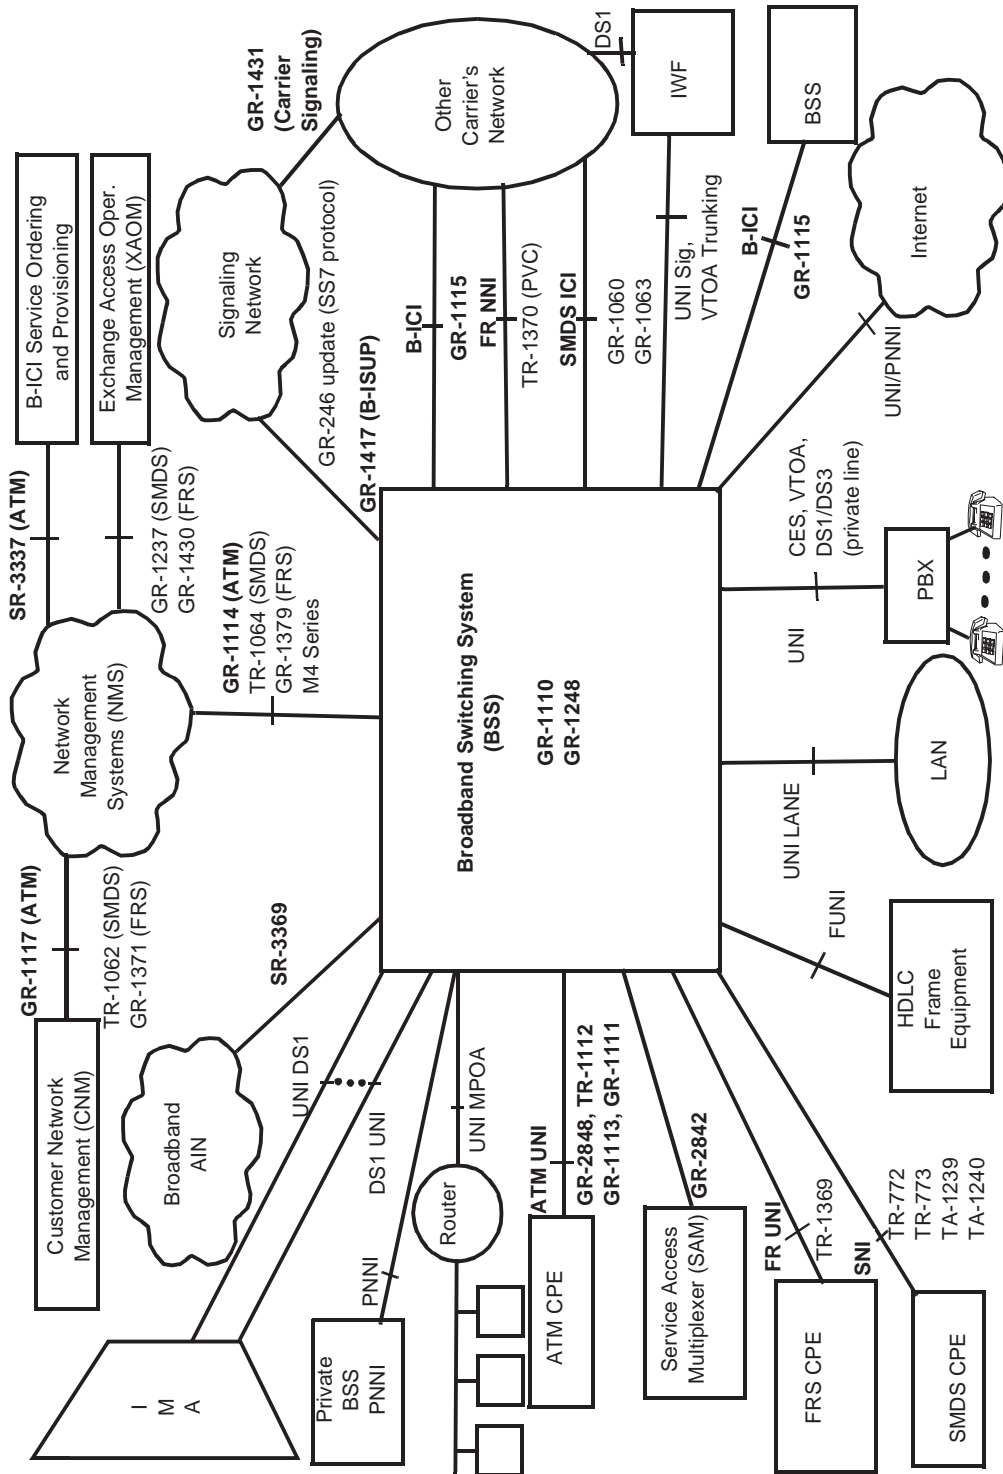 Customer Network
Management (CNM)
GR-1117 (ATM)
TR-1062 (SMDS)
GR-1371 (FRS)
Network
Management
Systems (NMS)
SR-3337 (ATM)
GR-1237 (SMDS)
GR-1430 (FRS)
B-ICI Service Ordering
and Provisioning
Exchange Access Oper.
Management (XAOM)
Broadband
AIN
SR-3369
GR-1114 (ATM)
TR-1064 (SMDS)
GR-1379 (FRS)
M4 Series
Signaling
Network
GR-246 update (SS7 protocol)
GR-1417 (B-ISUP)
GR-1431
(Carrier
Signaling)
I
M
A
UNI DS1
DS1 UNI
Private
BSS
PNNI
PNNI
Router
UNI MPOA
ATM CPE
ATM UNI
GR-2848, TR-1112
GR-1113, GR-1111
Service Access
Multiplexer (SAM)
GR-2842
FRS CPE
FR UNI
TR-1369
SMDS CPE
SNI
TR-772
TR-773
TA-1239
TA-1240
Broadband Switching System
(BSS)
GR-1110
GR-1248
B-ICI
GR-1115
FR NNI
TR-1370 (PVC)
SMDS ICI
GR-1060
GR-1063
Other
Carrier's
Network
DS1
IWF
UNI Sig,
VTOA Trunking
BSS
B-ICI
GR-1115
Internet
UNI/PNNI
HDLC
Frame
Equipment
FUNI
LAN
UNI LANE
PBX
UNI
CES, VTOA,
DS1/DS3
(private line)